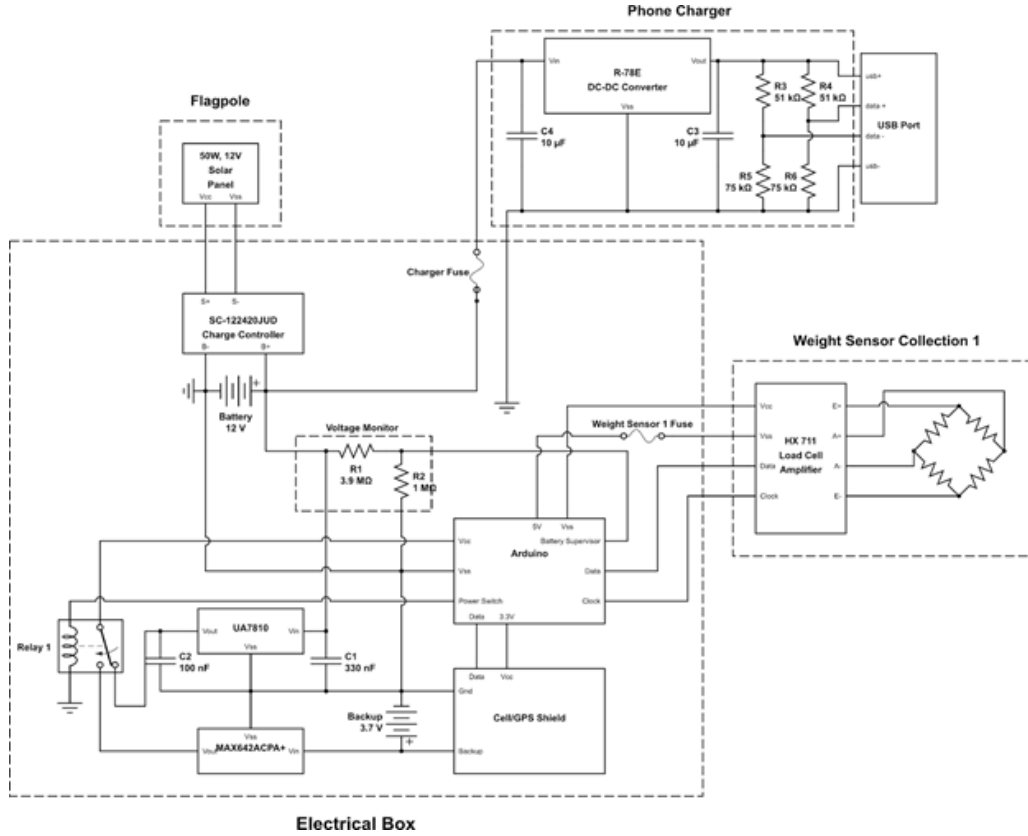 Phone Charger
Vin
Vout
R-78E
DC-DC Converter
Vss
C4
10 µF
C3
10 µF
R3
51 kΩ
R4
51 kΩ
R5
75 kΩ
R6
75 kΩ
usb+
data +
data -
usb-
USB Port
Flagpole
50W, 12V
Solar
Panel
Vcc
Vss
Charger Fuse
S+
S-
SC-122420JUD
Charge Controller
B-
B+
+
Battery
12 V
Voltage Monitor
R1
3.9 MΩ
R2
1 MΩ
Weight Sensor 1 Fuse
Weight Sensor Collection 1
Vcc
Vss
Data
Clock
HX 711
Load Cell
Amplifier
E+
A+
A-
E-
5V
Vss
Vcc
Battery Supervisor
Arduino
Vss
Data
Power Switch
Clock
Data
3.3V
Relay 1
Vout
UA7810
Vin
Vss
C2
100 nF
C1
330 nF
Data
Vcc
Gnd
Cell/GPS Shield
Backup
Backup
3.7 V
+
Vss
Vout
MAX642ACPA+
Vin
Electrical Box